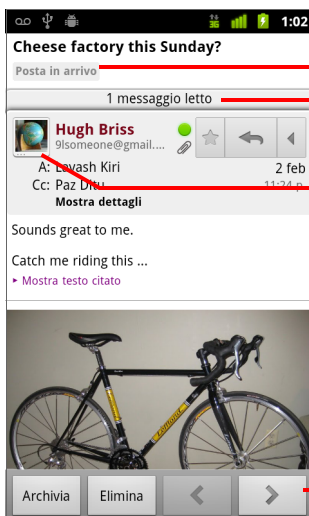 1:02
Cheese factory this Sunday?
Posta in arrivo
1 messaggio letto
Hugh Briss
9lsomeone@gmail....
A: Lavash Kiri 2 feb
Cc: Paz Ditu 11:24 p.
Mostra dettagli
Sounds great to me.
Catch me riding this ...
Mostra testo citato
Archivia Elimina